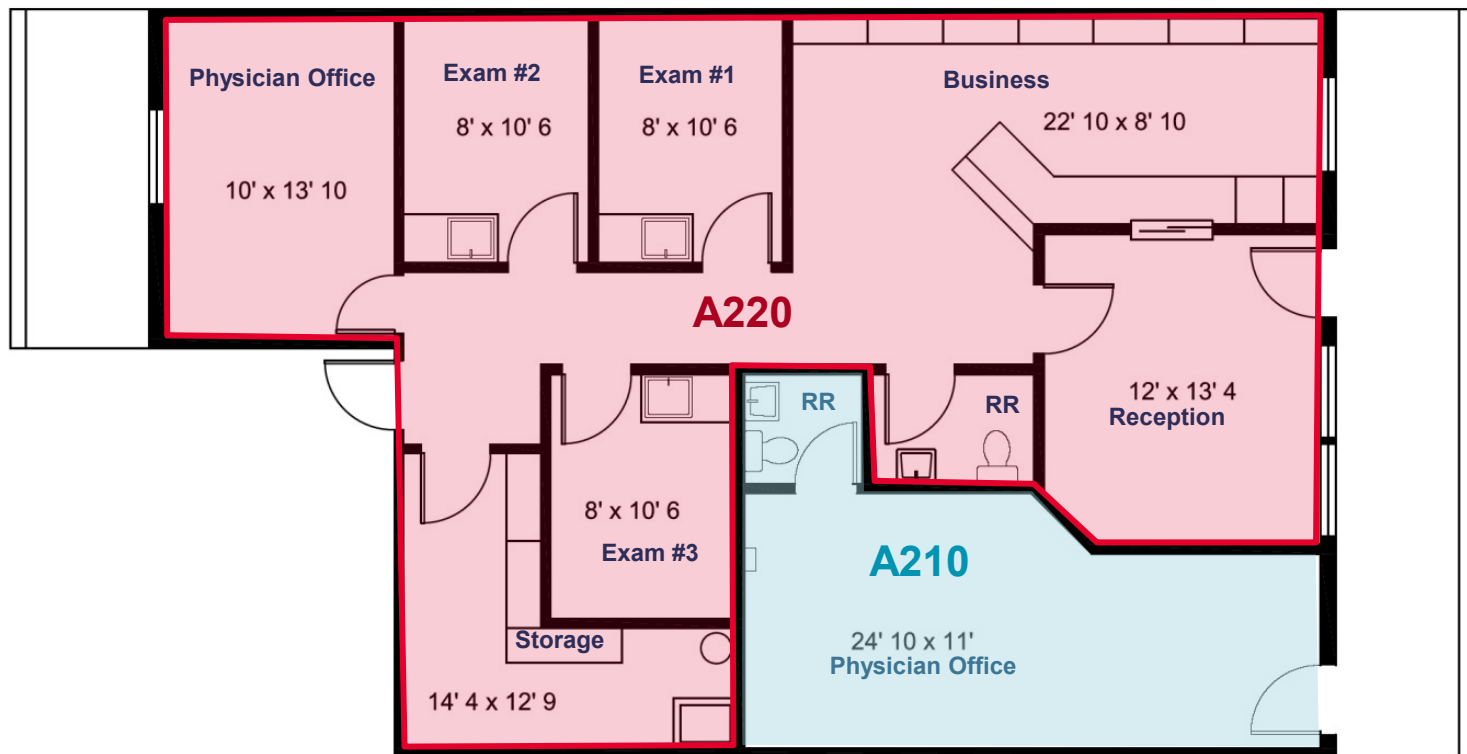 Physician Office
10' x 13' 10
Exam #2
8' x 10' 6
Exam #1
8' x 10' 6
Business
22' 10 x 8' 10
A220
RR
RR
12' x 13' 4
Reception
8' x 10' 6
Exam #3
A210
Storage
24' 10 x 11'
Physician Office
14' 4 x 12' 9